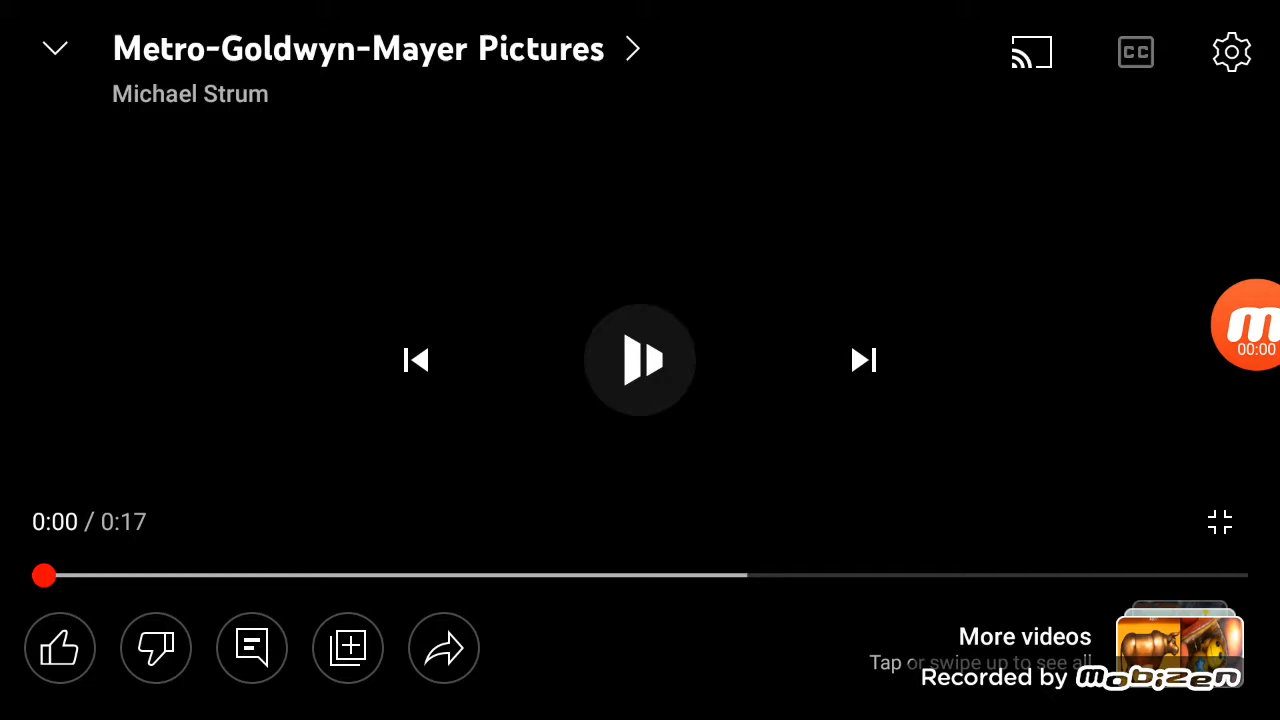 Metro-Goldwyn-Mayer Pictures
Michael Strum
CC
00:00
0:00 / 0:17
More videos
Tap or swipe up to see all
Recorded by Mobizen